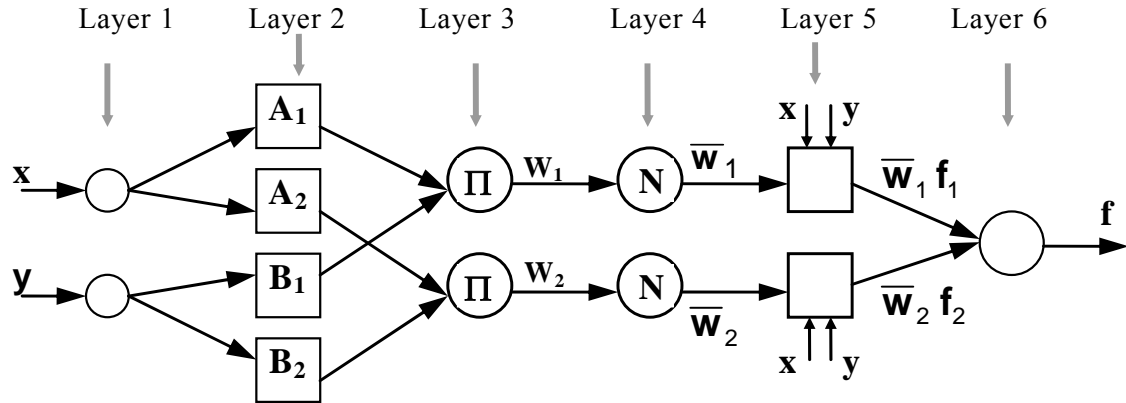 Layer 1 Layer 2 Layer 3 Layer 4 Layer 5 Layer 6
A₁
x y
x
Π W₁ N w̅₁
w̅₁ f₁
A₂
f
y
B₁
Π W₂ N w̅₂
w̅₂ f₂
B₂
x y